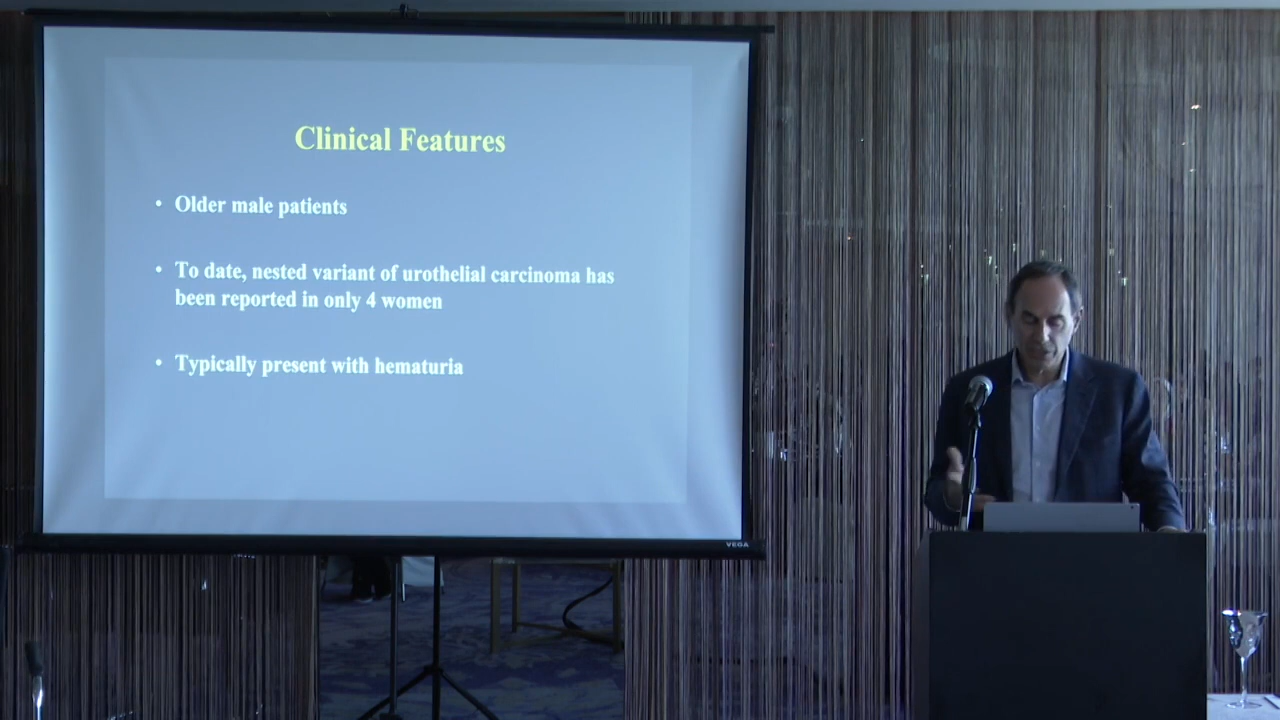 Clinical Features
• Older male patients
• To date, nested variant of urothelial carcinoma has
been reported in only 4 women
• Typically present with hematuria
VEGA